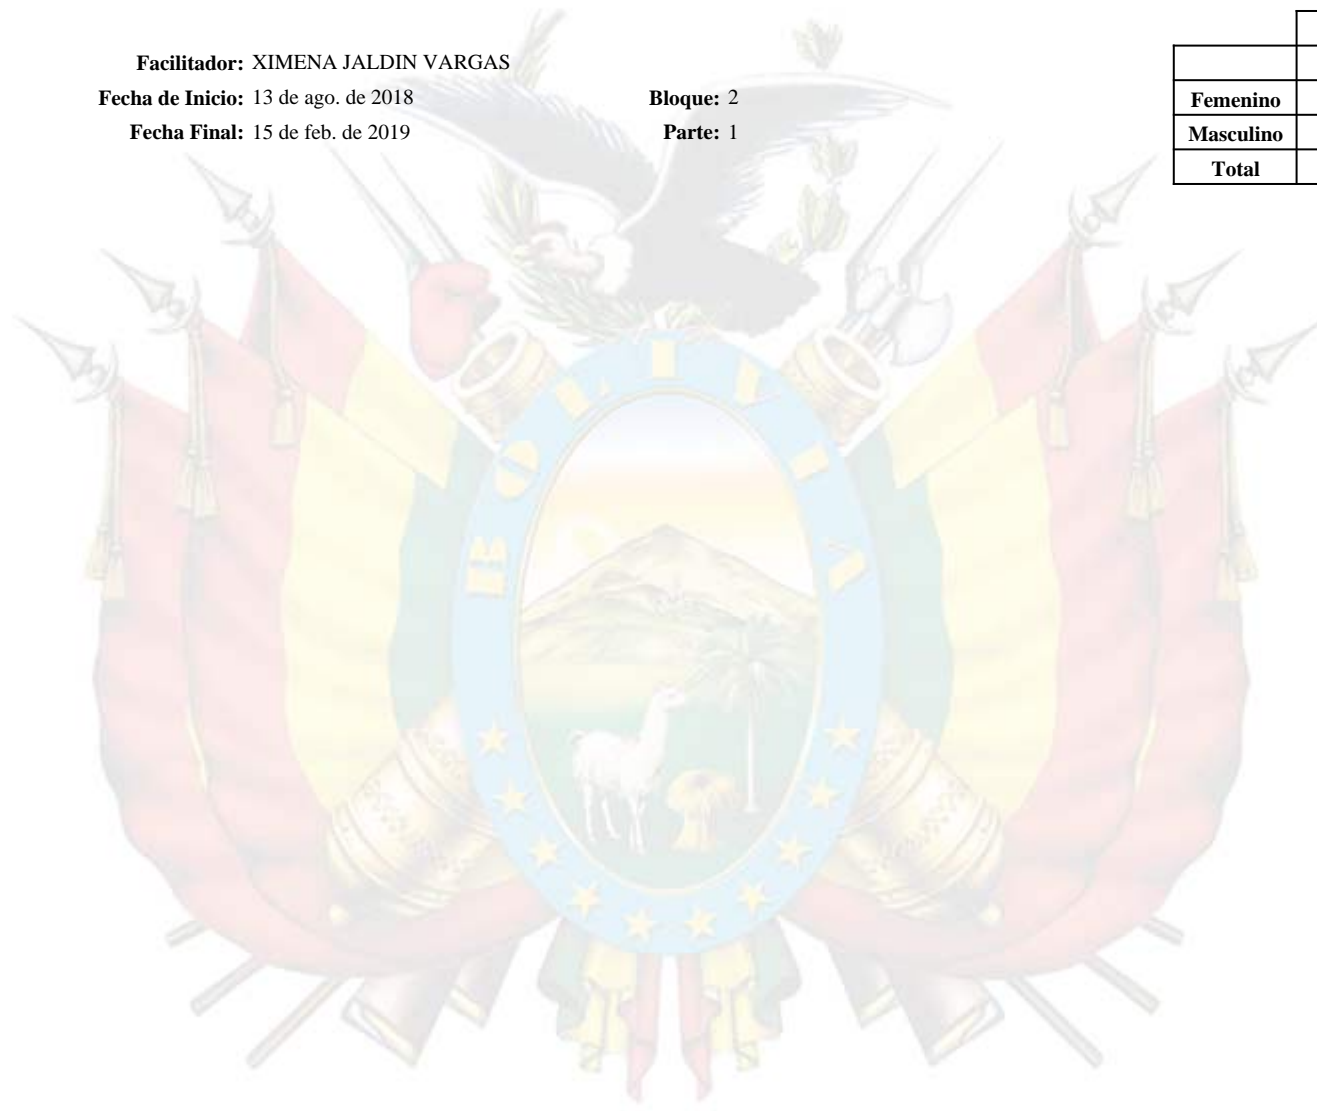 Facilitador: XIMENA JALDIN VARGAS
Fecha de Inicio: 13 de ago. de 2018 Bloque: 2
Fecha Final: 15 de feb. de 2019 Parte: 1
Femenino
Masculino
Total
BOLIVIA